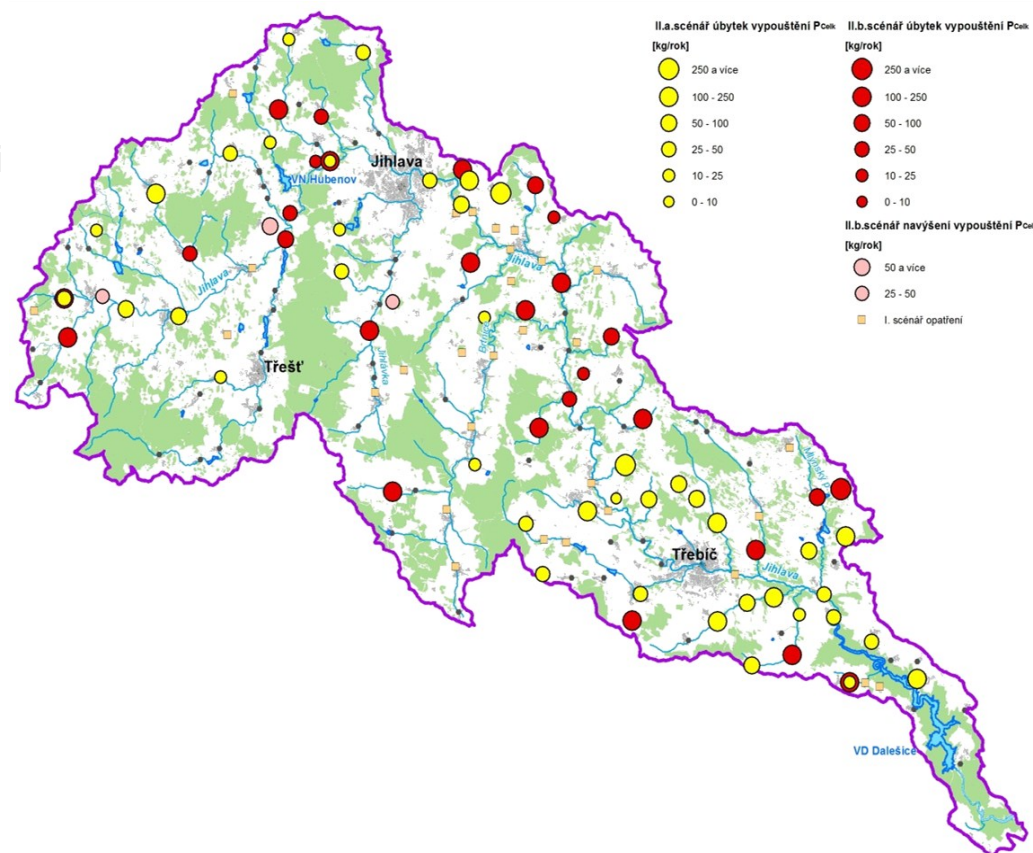 II.a.scénář úbytek vypouštění PCelk
[kg/rok]
250 a více
100 - 250
50 - 100
25 - 50
10 - 25
0 - 10
II.b.scénář úbytek vypouštění PCelk
[kg/rok]
250 a více
100 - 250
50 - 100
25 - 50
10 - 25
0 - 10
II.b.scénář navýšení vypouštění PCel
[kg/rok]
50 a více
25 - 50
I. scénář opatření
Jihlava
VN Hubenov
Jihlava
Jihlava
Brtnice
Třešť
Jihlávka
Třebíč
Jihlava
VD Dalešice